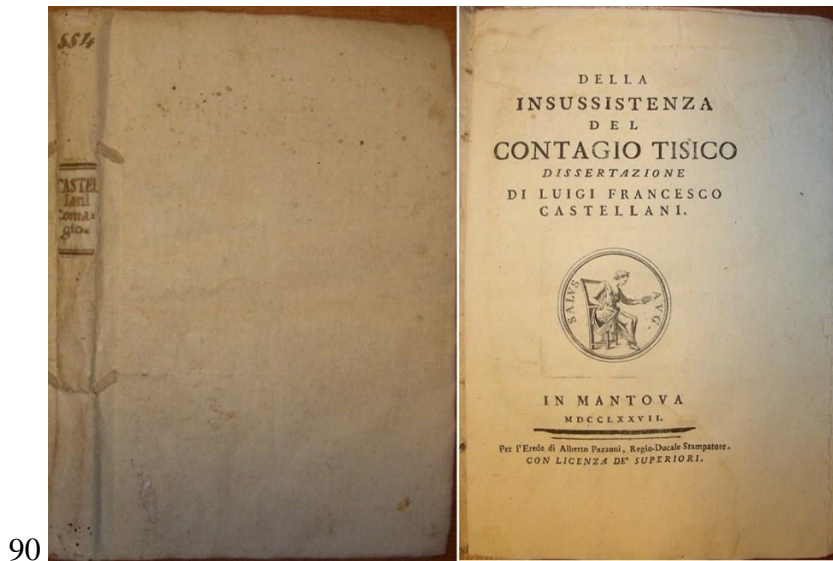 5514
CASTEL
lani
Conta-
gio.
DELLA
INSUSSISTENZA
DEL
CONTAGIO TISICO
DISSERTAZIONE
DI LUIGI FRANCESCO
CASTELLANI.
SALUS AUG.
IN MANTOVA
MDCCLXXVII.
Per l'Erede di Alberto Pazzoni, Regio-Ducale Stampatore.
CON LICENZA DE' SUPERIORI.
90